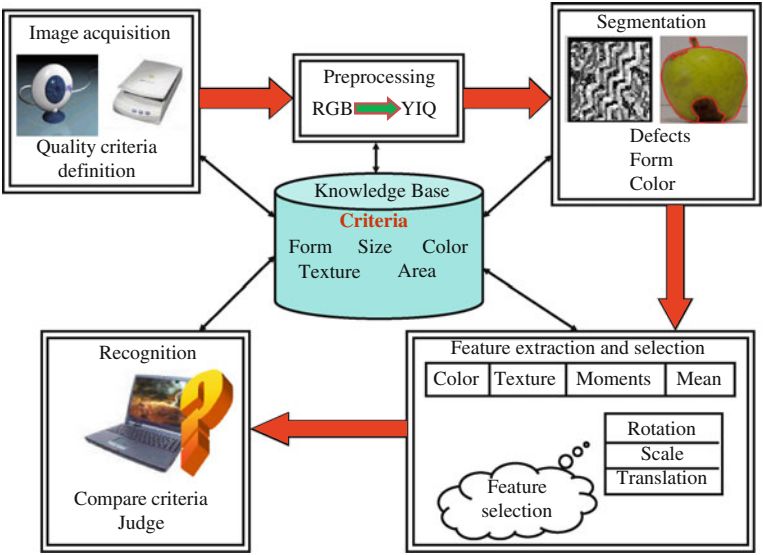 Image acquisition
Quality criteria
definition
Preprocessing
RGB YIQ
Segmentation
Defects
Form
Color
Knowledge Base
Criteria
Form Size Color
Texture Area
Feature extraction and selection
Color Texture Moments Mean
Rotation
Scale
Translation
Feature
selection
Recognition
Compare criteria
Judge